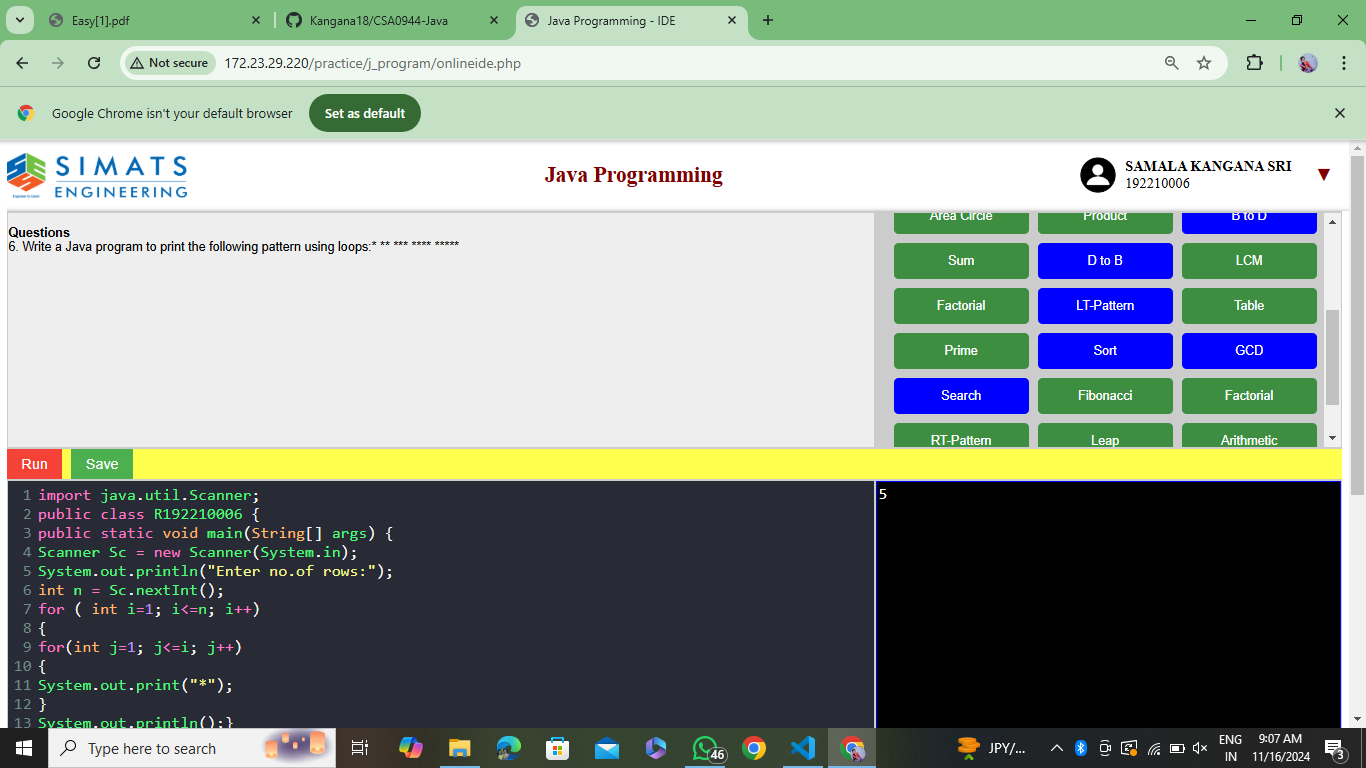 Easy[1].pdf
Kangana18/CSA0944-Java
Java Programming - IDE
Not secure
172.23.29.220/practice/j_program/onlineide.php
Google Chrome isn't your default browser
Set as default
SIMATS
ENGINEERING
Java Programming
SAMALA KANGANA SRI
192210006
Questions
6. Write a Java program to print the following pattern using loops:* ** *** **** *****
Area Circle
Product
B to D
Sum
D to B
LCM
Factorial
LT-Pattern
Table
Prime
Sort
GCD
Search
Fibonacci
Factorial
RT-Pattern
Leap
Arithmetic
Run
Save
1 import java.util.Scanner;
2 public class R192210006 {
3 public static void main(String[] args) {
4 Scanner Sc = new Scanner(System.in);
5 System.out.println("Enter no.of rows:");
6 int n = Sc.nextInt();
7 for ( int i=1; i<=n; i++)
8 {
9 for(int j=1; j<=i; j++)
10 {
11 System.out.print("*");
12 }
13 System.out.println();}
5
Type here to search
46
JPY/...
ENG
IN
9:07 AM
11/16/2024
3